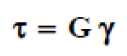 τ = G γ